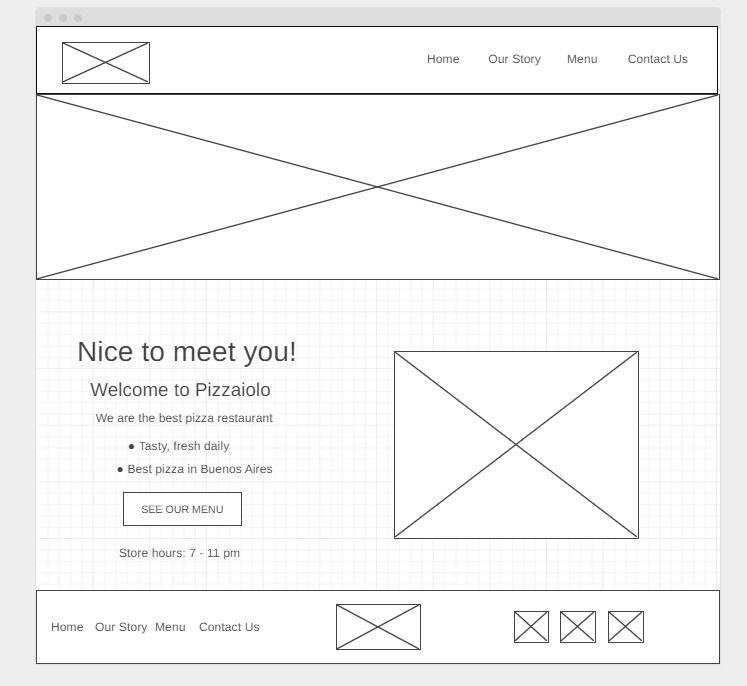 Home Our Story Menu Contact Us
Nice to meet you!
Welcome to Pizzaiolo
We are the best pizza restaurant
● Tasty, fresh daily
● Best pizza in Buenos Aires
SEE OUR MENU
Store hours: 7 - 11 pm
Home Our Story Menu Contact Us